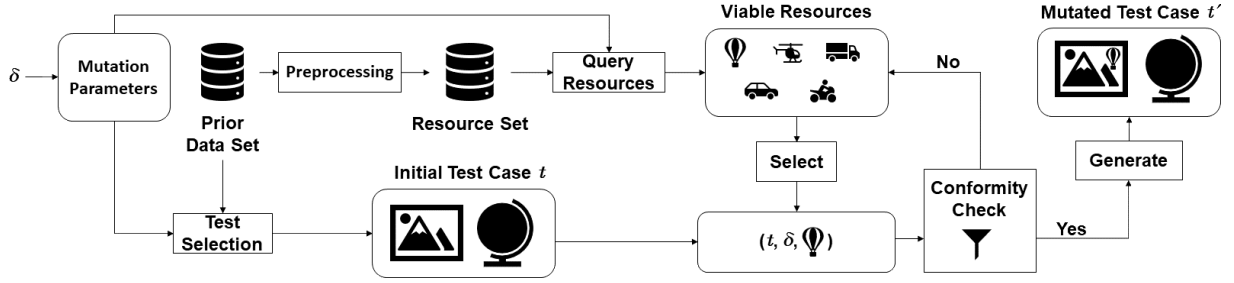 δ
Mutation
Parameters
Prior
Data Set
Preprocessing
Resource Set
Query
Resources
Viable Resources
Select
Test
Selection
Initial Test Case t
(t, δ, )
Conformity
Check
No
Yes
Generate
Mutated Test Case t′